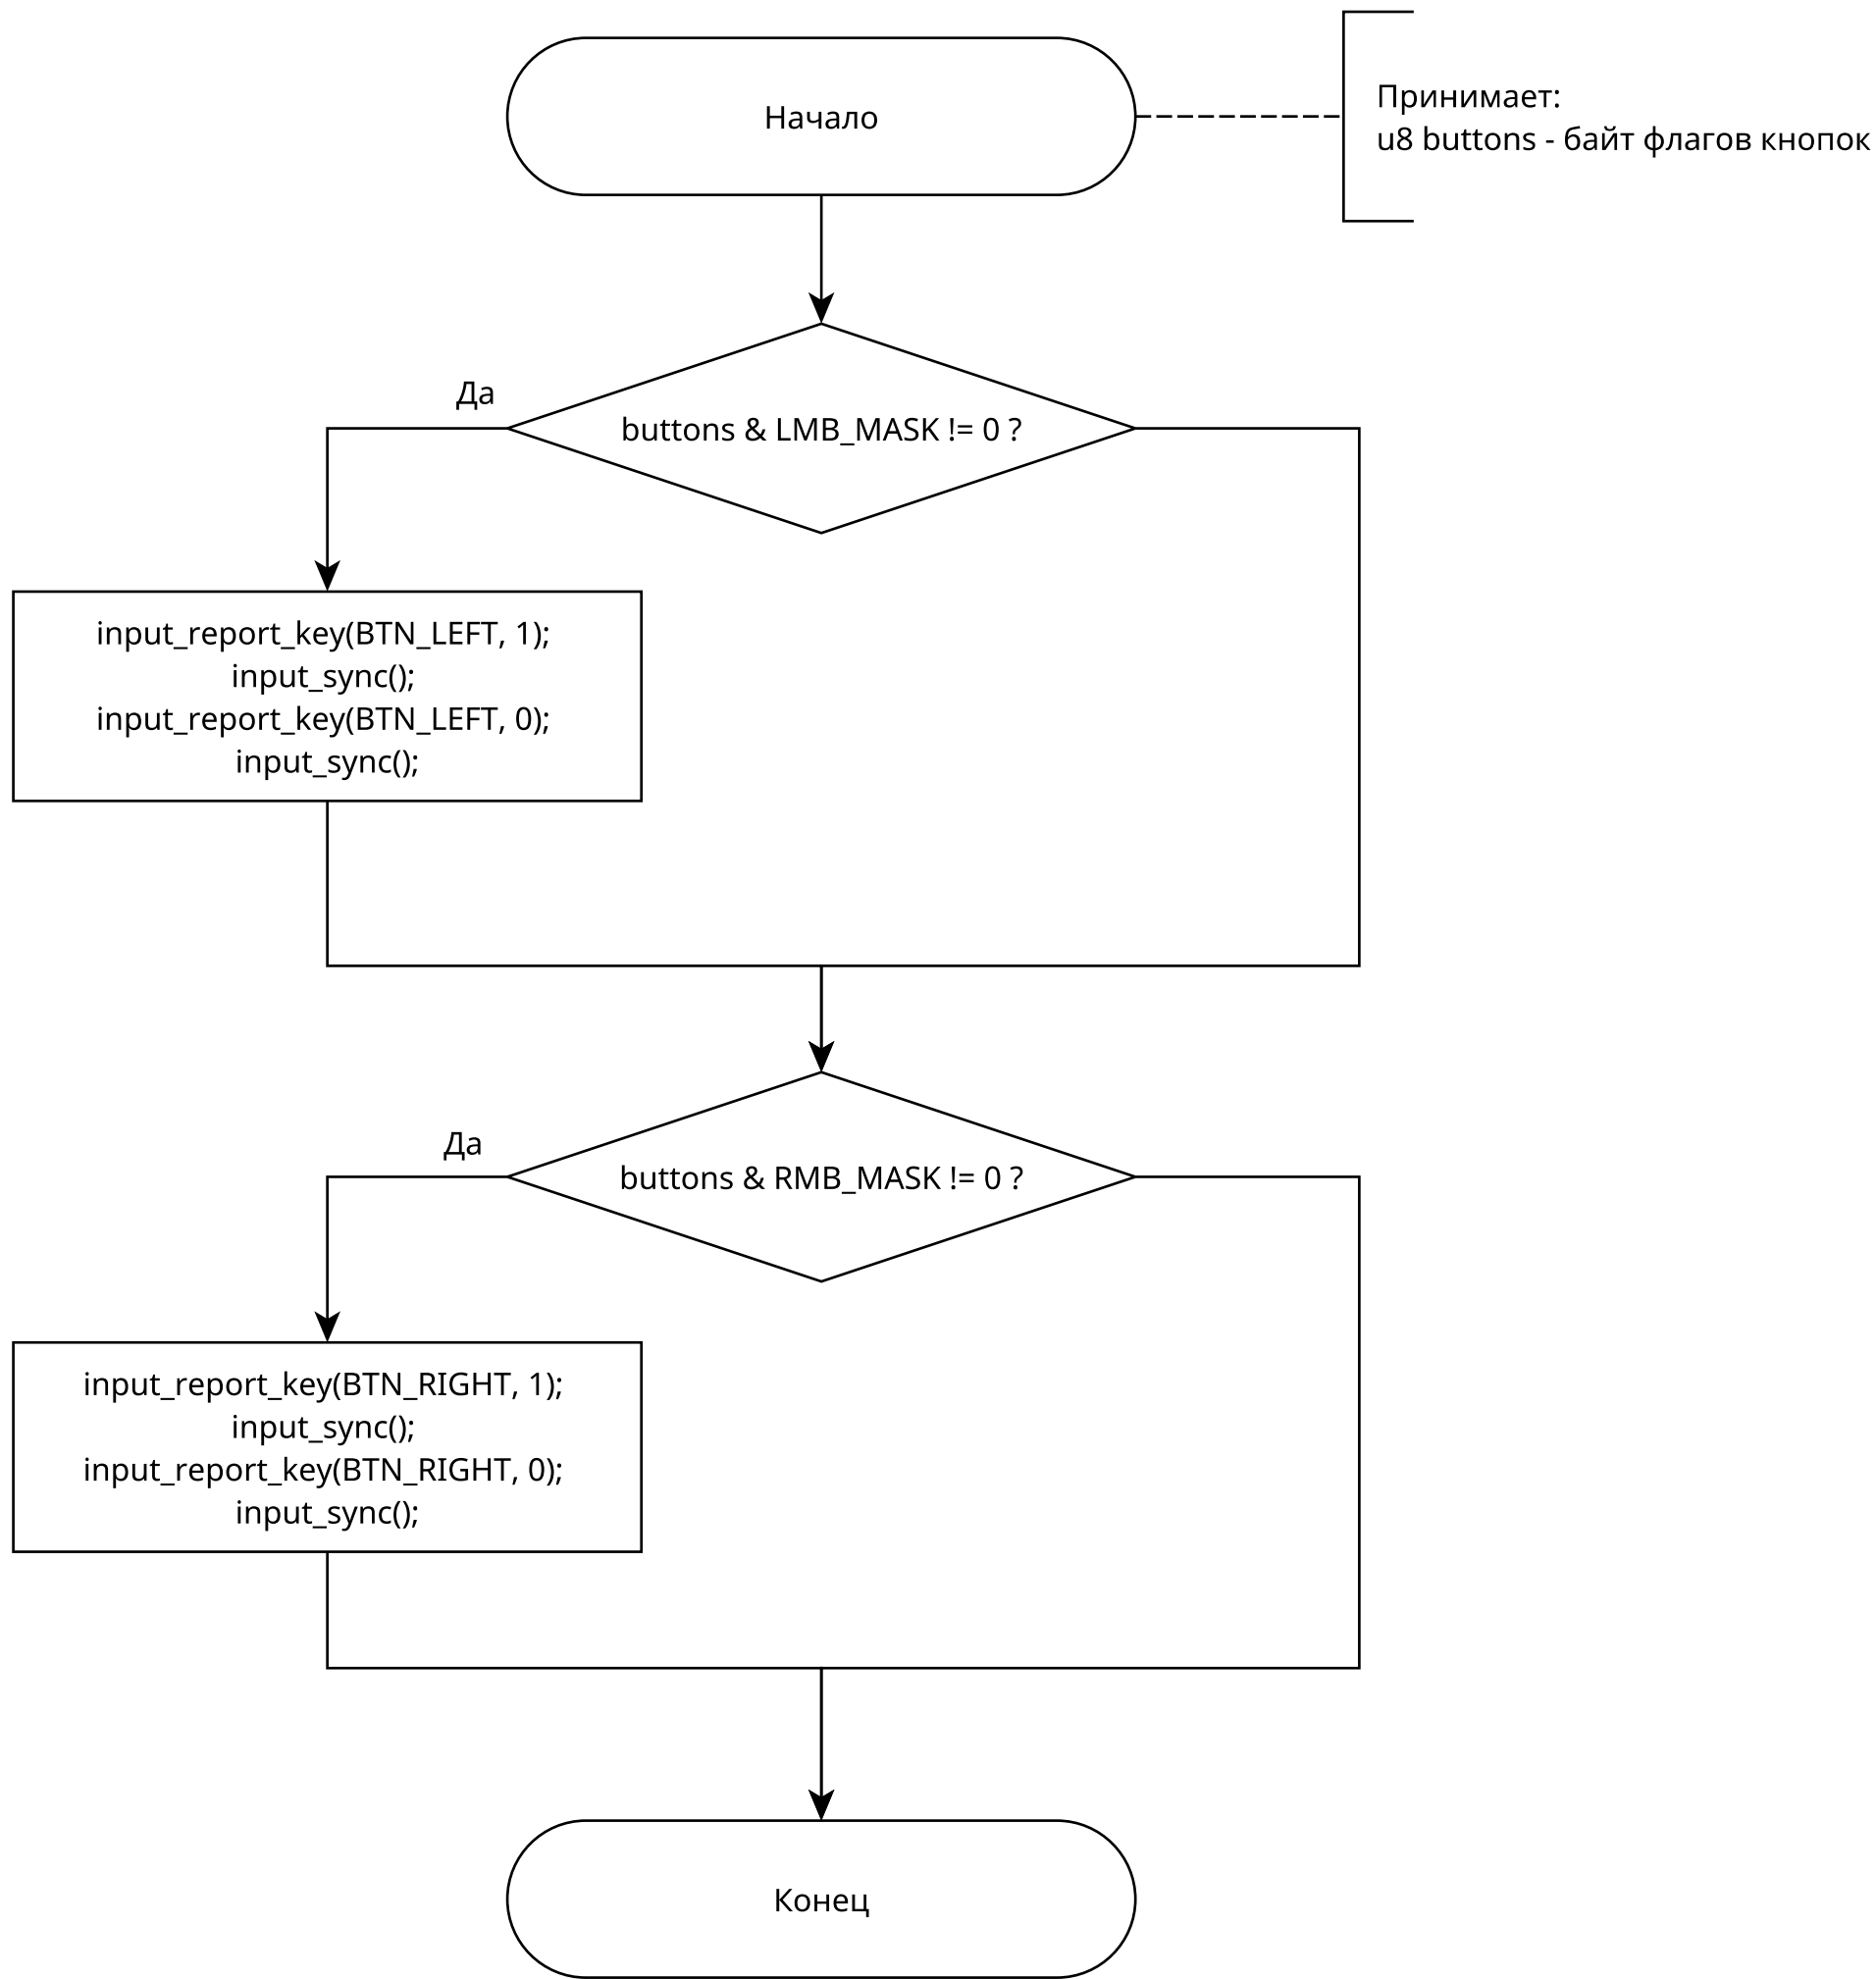 Начало
Принимает:
u8 buttons - байт флагов кнопок
Да
buttons & LMB_MASK != 0 ?
input_report_key(BTN_LEFT, 1);
input_sync();
input_report_key(BTN_LEFT, 0);
input_sync();
Да
buttons & RMB_MASK != 0 ?
input_report_key(BTN_RIGHT, 1);
input_sync();
input_report_key(BTN_RIGHT, 0);
input_sync();
Конец